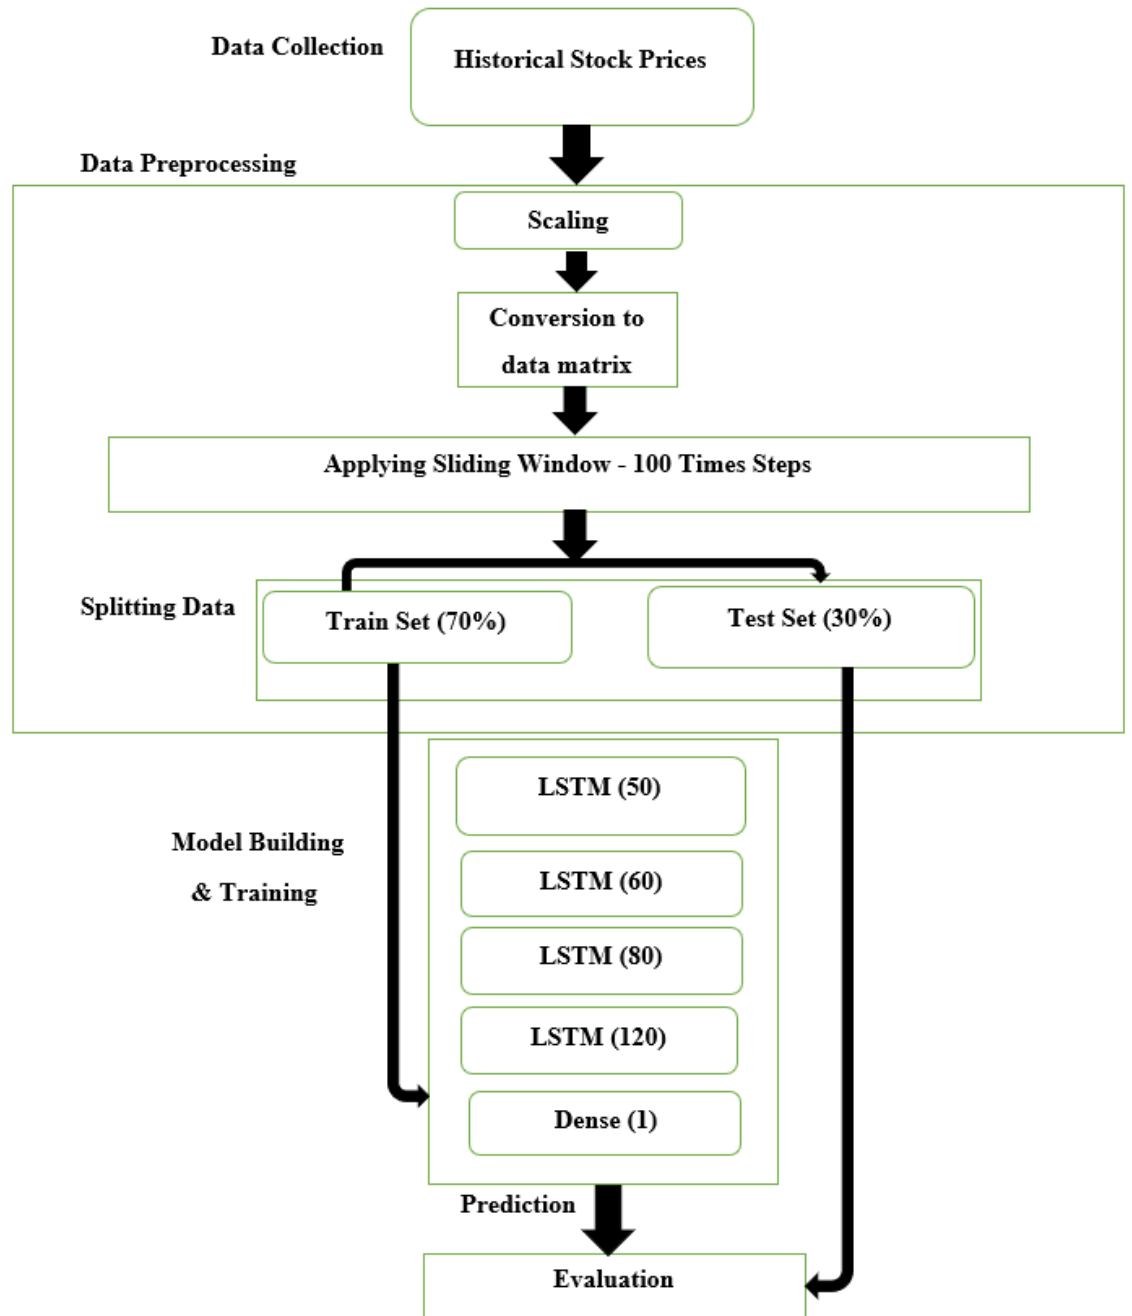 Data Collection
Historical Stock Prices
Data Preprocessing
Scaling
Conversion to
data matrix
Applying Sliding Window - 100 Times Steps
Splitting Data
Train Set (70%)
Test Set (30%)
Model Building
& Training
LSTM (50)
LSTM (60)
LSTM (80)
LSTM (120)
Dense (1)
Prediction
Evaluation